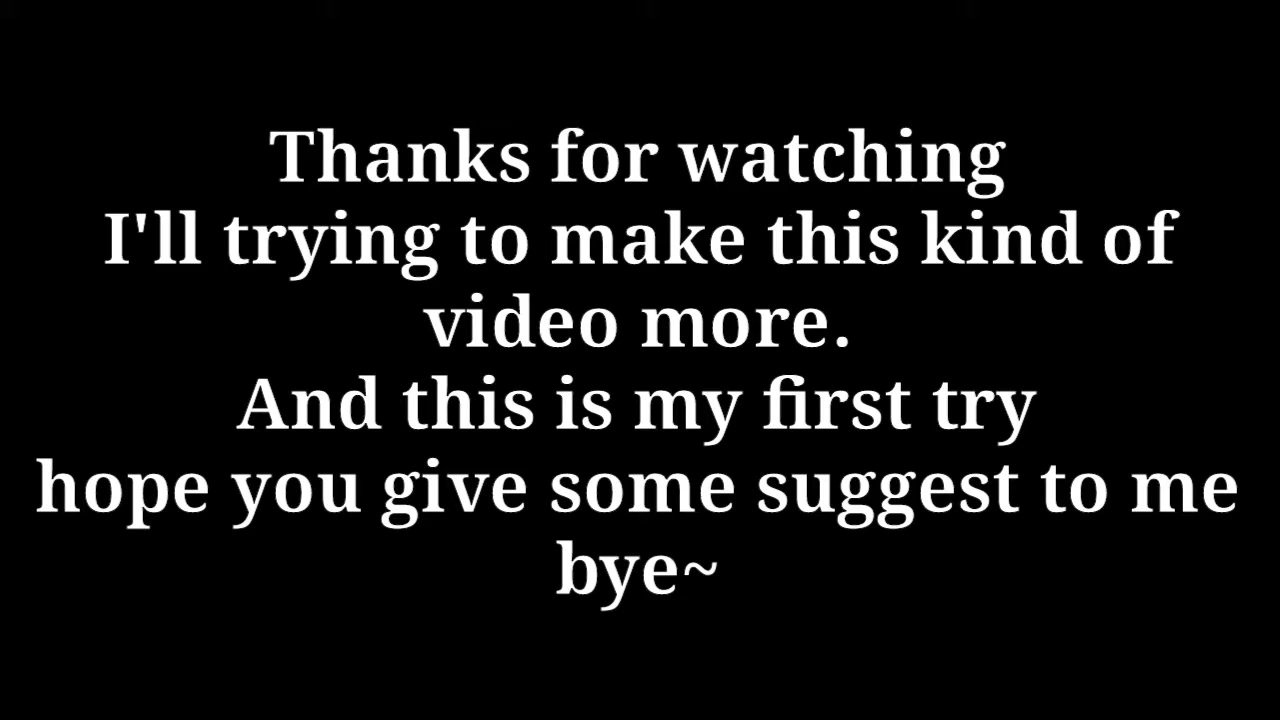 Thanks for watching
I'll trying to make this kind of
video more.
And this is my first try
hope you give some suggest to me
bye~